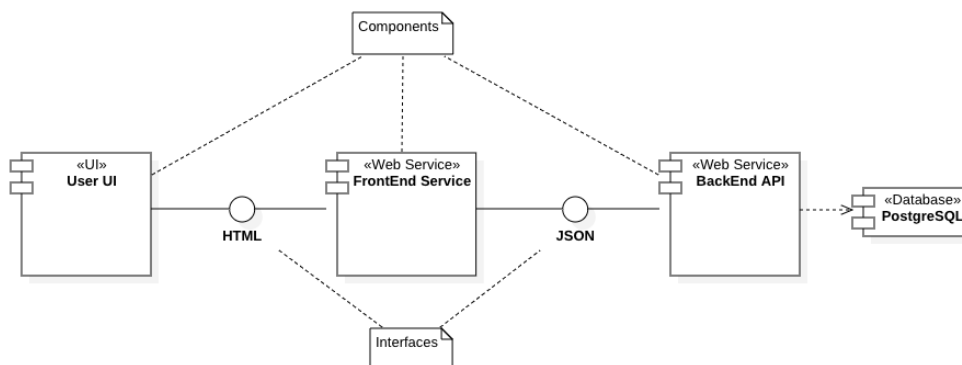 Components
«UI»
User UI
«Web Service»
FrontEnd Service
«Web Service»
BackEnd API
«Database»
PostgreSQL
HTML
JSON
Interfaces